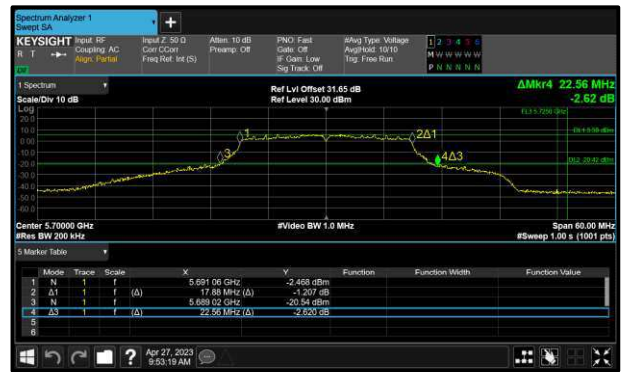 Spectrum Analyzer 1
Swept SA
+
KEYSIGHT Input: RF Input Z: 50 Ω Atten: 10 dB PNO: Fast #Avg Type: Voltage 1 2 3 4 5 6
R T Coupling: AC Corr CCorr Preamp: Off Gate: Off Avg|Hold: 10/10 M W W W W W
Align: Partial Freq Ref: Int (S) IF Gain: Low Trig: Free Run P N N N N N
Sig Track: Off
1 Spectrum Ref Lvl Offset 31.65 dB ΔMkr4 22.56 MHz
Scale/Div 10 dB Ref Level 30.00 dBm -2.62 dB
Log
20.0
10.0
0.00
-10.0
-20.0
-30.0
-40.0
-50.0
-60.0
1
2Δ1
3
4Δ3
Center 5.70000 GHz #Video BW 1.0 MHz Span 60.00 MHz
#Res BW 200 kHz #Sweep 1.00 s (1001 pts)
5 Marker Table
Mode Trace Scale X Y Function Function Width Function Value
1 N 1 f 5.691 06 GHz -2.468 dBm
2 Δ1 1 f (Δ) 17.88 MHz (Δ) -1.207 dB
3 N 1 f 5.689 02 GHz -20.54 dBm
4 Δ3 1 f (Δ) 22.56 MHz (Δ) -2.620 dB
5
6
? Apr 27, 2023
9:53:19 AM